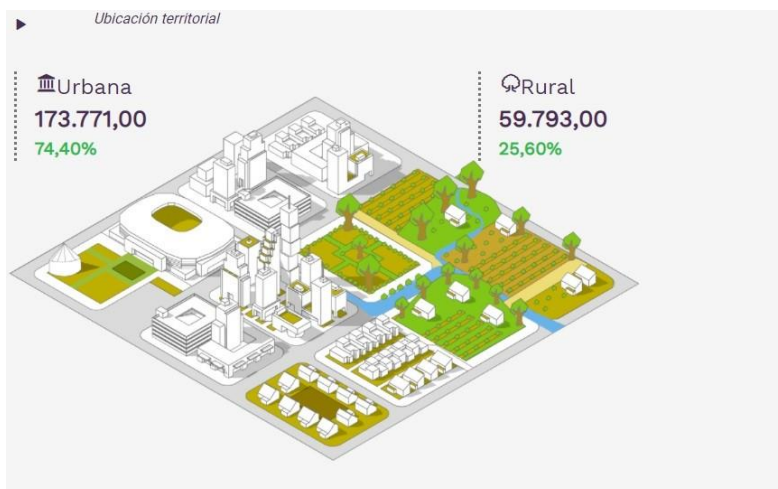 Ubicación territorial
Urbana
173.771,00
74,40%
Rural
59.793,00
25,60%